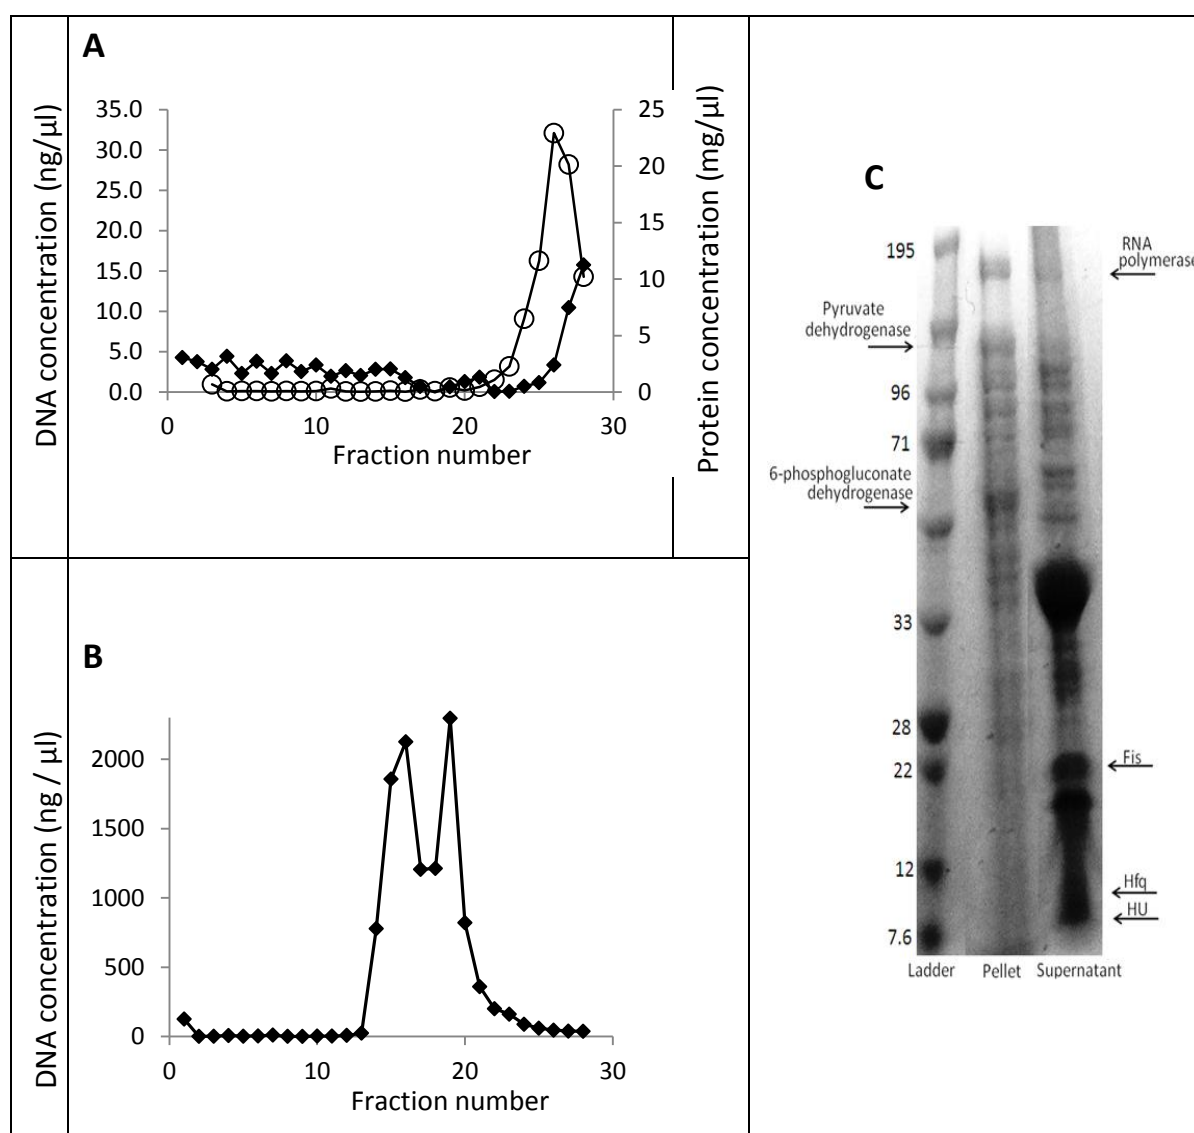 A
DNA concentration (ng/µl)
35.0
30.0
25.0
20.0
15.0
10.0
5.0
0.0
25
20
15
10
5
0
Protein concentration (mg/µl)
0
10
20
30
Fraction number
B
DNA concentration (ng / µl)
2000
1500
1000
500
0
0
10
20
30
Fraction number
C
195
96
71
33
28
22
12
7.6
Pyruvate
dehydrogenase
6-phosphogluconate
dehydrogenase
RNA
polymerase
Fis
Hfq
HU
Ladder
Pellet
Supernatant